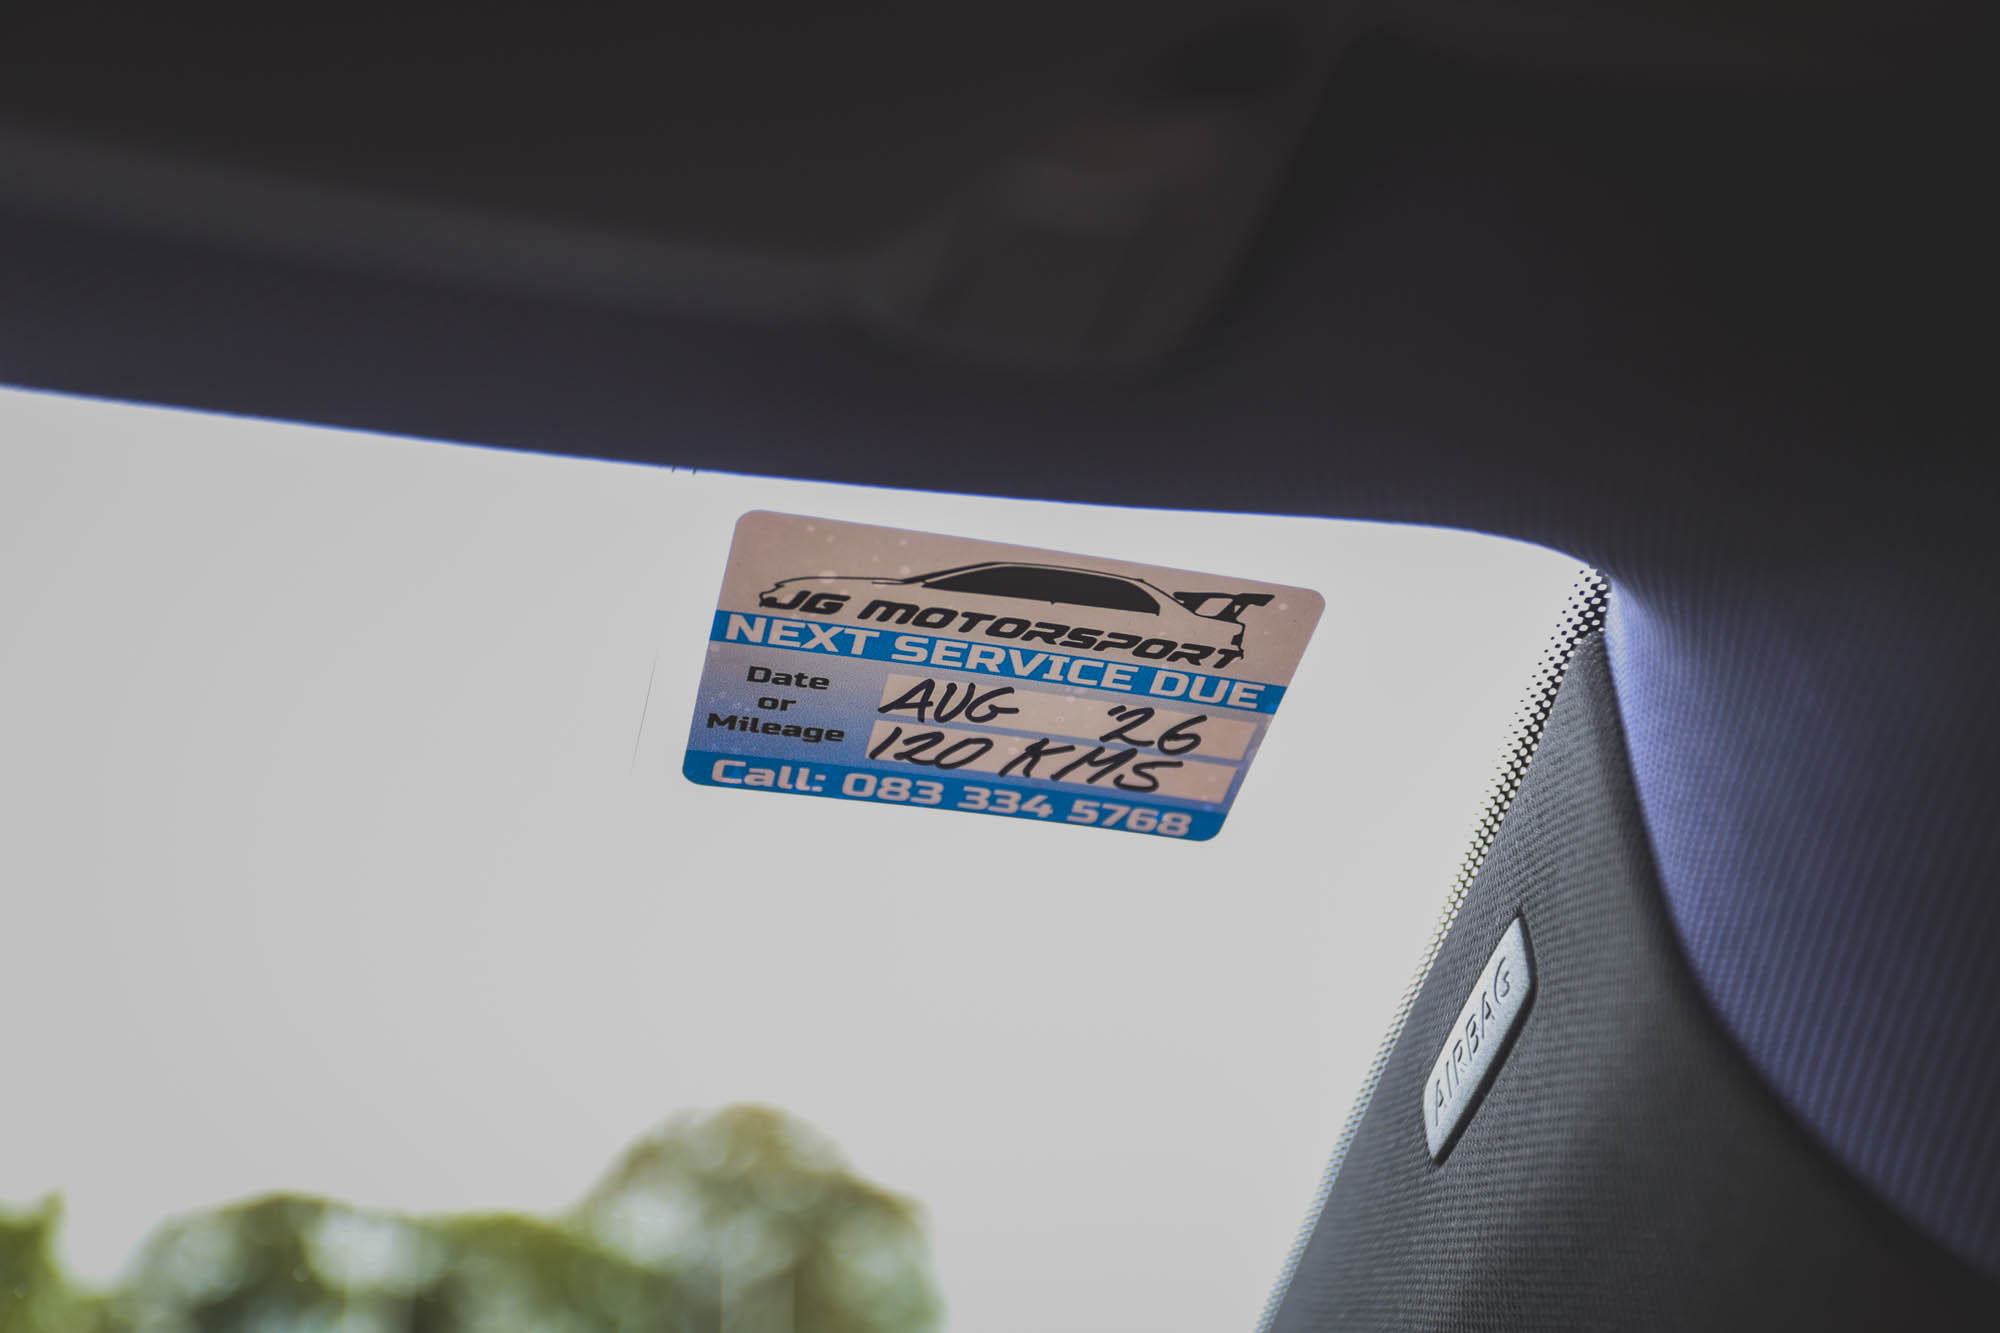 JG MOTORSPORT
NEXT SERVICE DUE
Date
or
Mileage
AUG '26
120 KMS
Call: 083 334 5768
AIRBAG